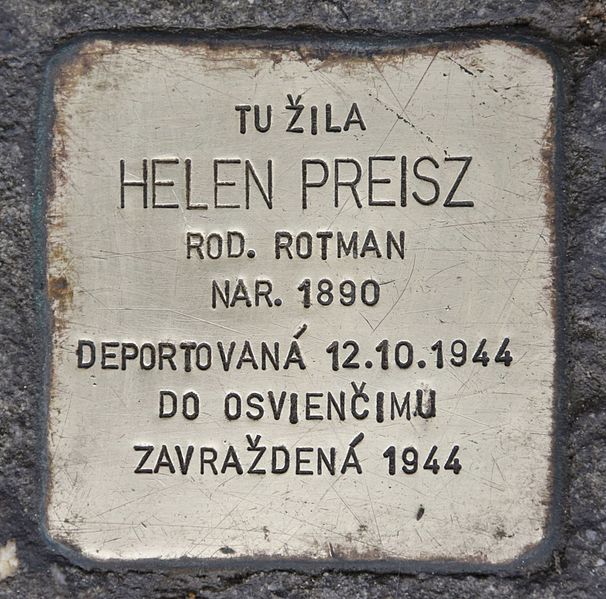 TU ŽILA
HELEN PREISZ
ROD. ROTMAN
NAR. 1890
DEPORTOVANÁ 12.10.1944
DO OSVIENČIMU
ZAVRAŽDENÁ 1944